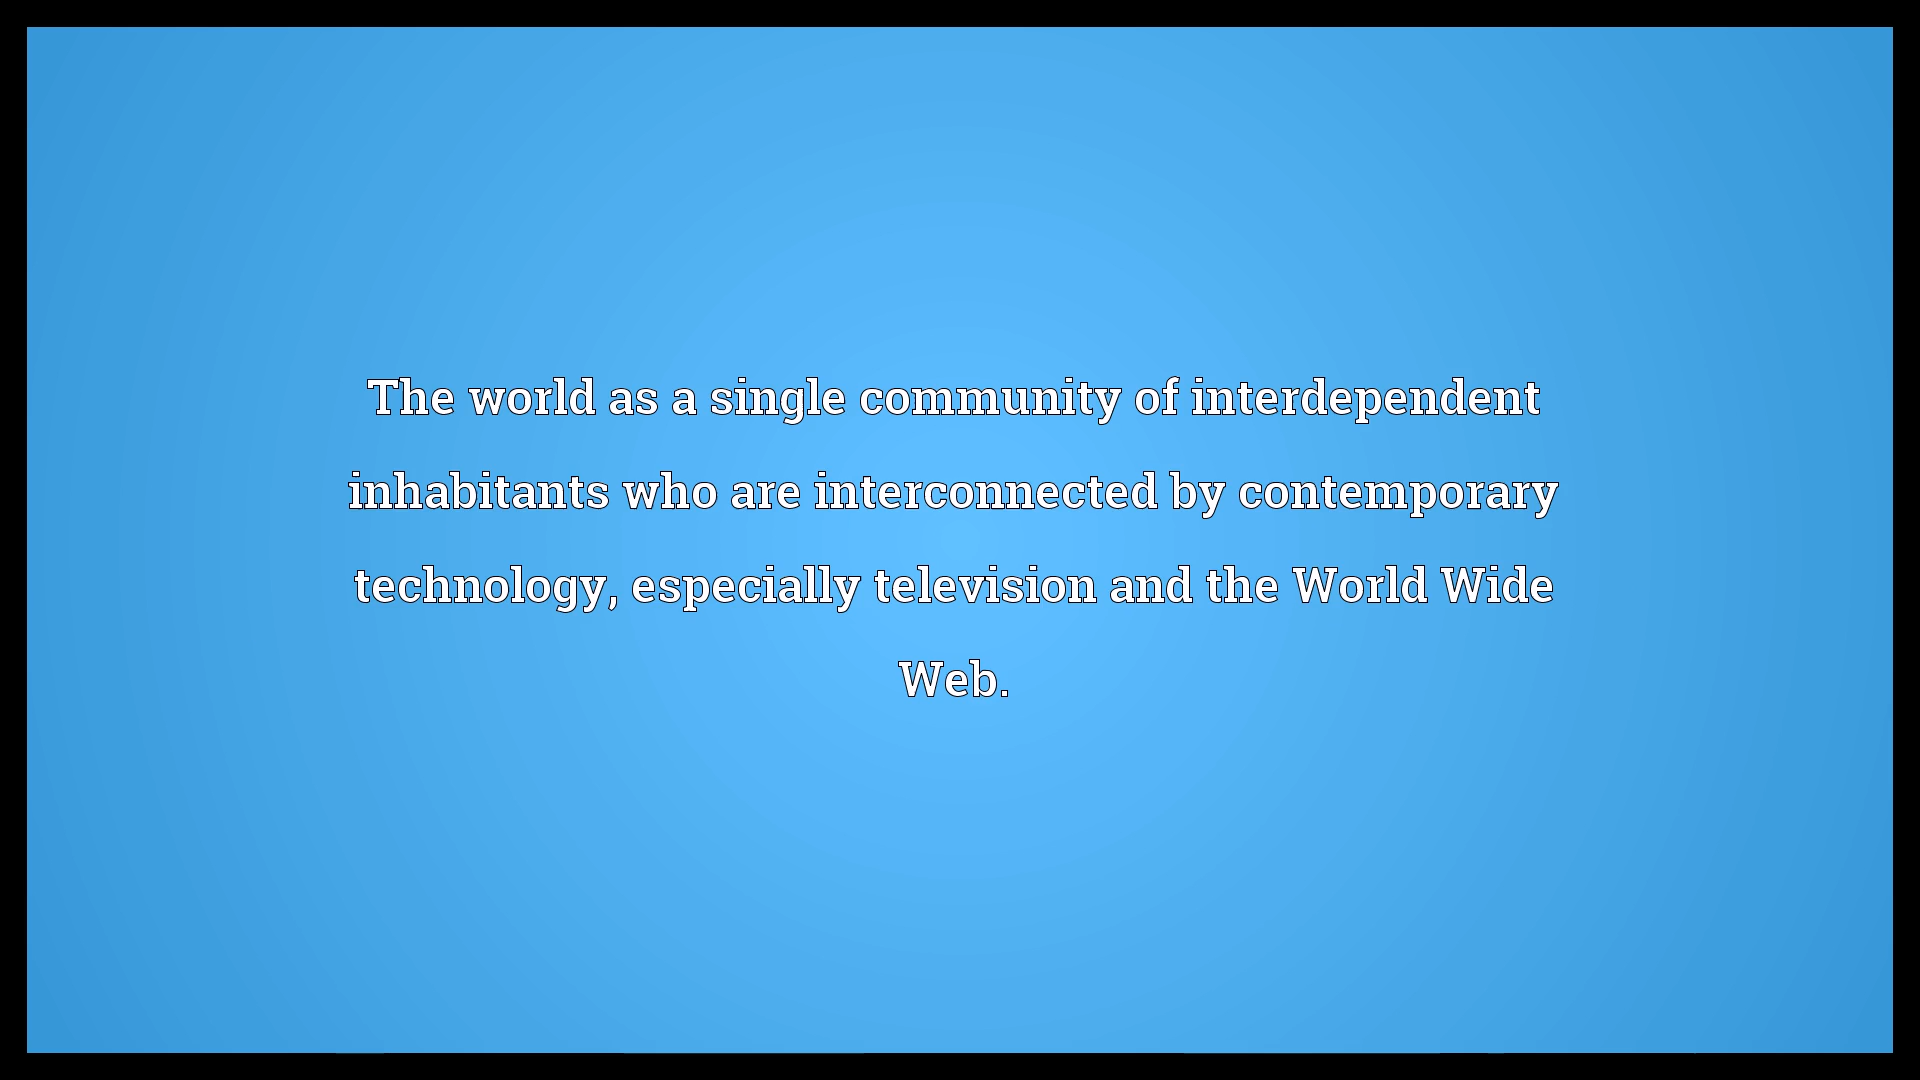 The world as a single community of interdependent
inhabitants who are interconnected by contemporary
technology, especially television and the World Wide
Web.